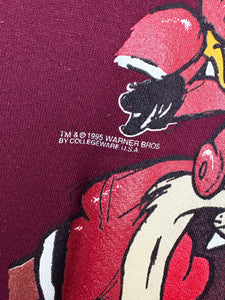 TM & © 1995 WARNER BROS
BY COLLEGEWARE U.S.A.